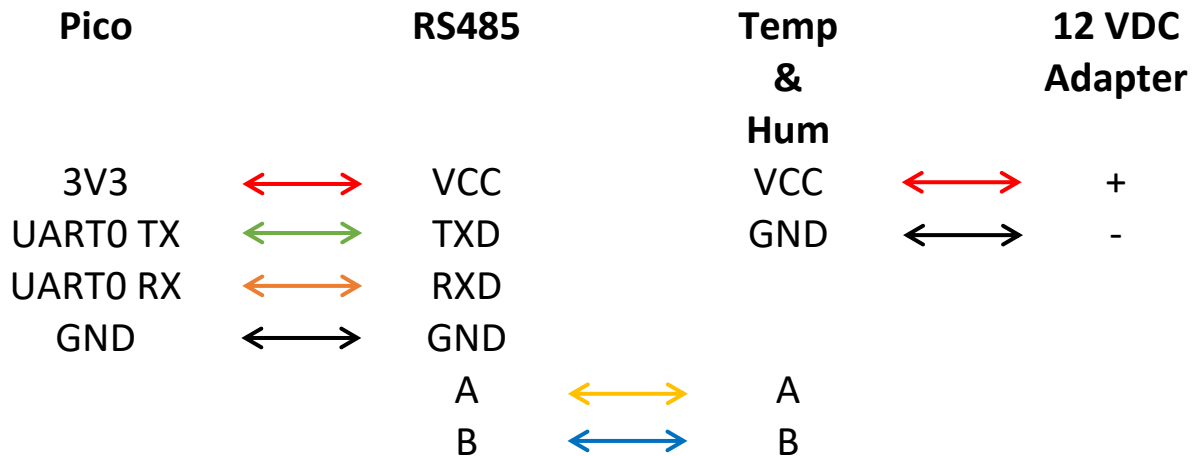 Pico RS485 Temp & Hum 12 VDC Adapter
3V3 VCC VCC +
UART0 TX TXD GND -
UART0 RX RXD
GND GND
A A
B B